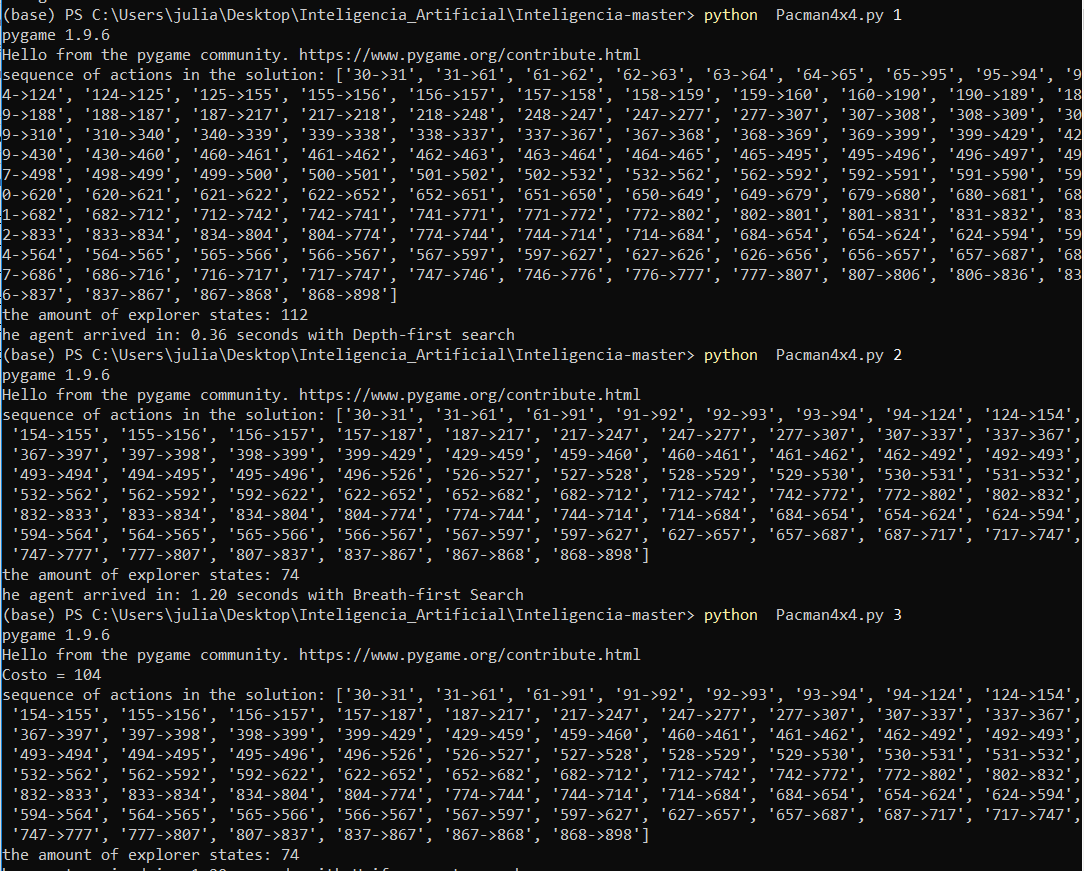 (base) PS C:\Users\julia\Desktop\Inteligencia_Artificial\Inteligencia-master> python  Pacman4x4.py 1
pygame 1.9.6
Hello from the pygame community. https://www.pygame.org/contribute.html
sequence of actions in the solution: ['30->31', '31->61', '61->62', '62->63', '63->64', '64->65', '65->95', '95->94', '9
4->124', '124->125', '125->155', '155->156', '156->157', '157->158', '158->159', '159->160', '160->190', '190->189', '18
9->188', '188->187', '187->217', '217->218', '218->248', '248->247', '247->277', '277->307', '307->308', '308->309', '30
9->310', '310->340', '340->339', '339->338', '338->337', '337->367', '367->368', '368->369', '369->399', '399->429', '42
9->430', '430->460', '460->461', '461->462', '462->463', '463->464', '464->465', '465->495', '495->496', '496->497', '49
7->498', '498->499', '499->500', '500->501', '501->502', '502->532', '532->562', '562->592', '592->591', '591->590', '59
0->620', '620->621', '621->622', '622->652', '652->651', '651->650', '650->649', '649->679', '679->680', '680->681', '68
1->682', '682->712', '712->742', '742->741', '741->771', '771->772', '772->802', '802->801', '801->831', '831->832', '83
2->833', '833->834', '834->804', '804->774', '774->744', '744->714', '714->684', '684->654', '654->624', '624->594', '59
4->564', '564->565', '565->566', '566->567', '567->597', '597->627', '627->626', '626->656', '656->657', '657->687', '68
7->686', '686->716', '716->717', '717->747', '747->746', '746->776', '776->777', '777->807', '807->806', '806->836', '83
6->837', '837->867', '867->868', '868->898']
the amount of explorer states: 112
he agent arrived in: 0.36 seconds with Depth-first search
(base) PS C:\Users\julia\Desktop\Inteligencia_Artificial\Inteligencia-master> python  Pacman4x4.py 2
pygame 1.9.6
Hello from the pygame community. https://www.pygame.org/contribute.html
sequence of actions in the solution: ['30->31', '31->61', '61->91', '91->92', '92->93', '93->94', '94->124', '124->154',
'154->155', '155->156', '156->157', '157->187', '187->217', '217->247', '247->277', '277->307', '307->337', '337->367',
'367->397', '397->398', '398->399', '399->429', '429->459', '459->460', '460->461', '461->462', '462->492', '492->493',
'493->494', '494->495', '495->496', '496->526', '526->527', '527->528', '528->529', '529->530', '530->531', '531->532',
'532->562', '562->592', '592->622', '622->652', '652->682', '682->712', '712->742', '742->772', '772->802', '802->832',
'832->833', '833->834', '834->804', '804->774', '774->744', '744->714', '714->684', '684->654', '654->624', '624->594',
'594->564', '564->565', '565->566', '566->567', '567->597', '597->627', '627->657', '657->687', '687->717', '717->747',
'747->777', '777->807', '807->837', '837->867', '867->868', '868->898']
the amount of explorer states: 74
he agent arrived in: 1.20 seconds with Breath-first Search
(base) PS C:\Users\julia\Desktop\Inteligencia_Artificial\Inteligencia-master> python  Pacman4x4.py 3
pygame 1.9.6
Hello from the pygame community. https://www.pygame.org/contribute.html
Costo = 104
sequence of actions in the solution: ['30->31', '31->61', '61->91', '91->92', '92->93', '93->94', '94->124', '124->154',
'154->155', '155->156', '156->157', '157->187', '187->217', '217->247', '247->277', '277->307', '307->337', '337->367',
'367->397', '397->398', '398->399', '399->429', '429->459', '459->460', '460->461', '461->462', '462->492', '492->493',
'493->494', '494->495', '495->496', '496->526', '526->527', '527->528', '528->529', '529->530', '530->531', '531->532',
'532->562', '562->592', '592->622', '622->652', '652->682', '682->712', '712->742', '742->772', '772->802', '802->832',
'832->833', '833->834', '834->804', '804->774', '774->744', '744->714', '714->684', '684->654', '654->624', '624->594',
'594->564', '564->565', '565->566', '566->567', '567->597', '597->627', '627->657', '657->687', '687->717', '717->747',
'747->777', '777->807', '807->837', '837->867', '867->868', '868->898']
the amount of explorer states: 74